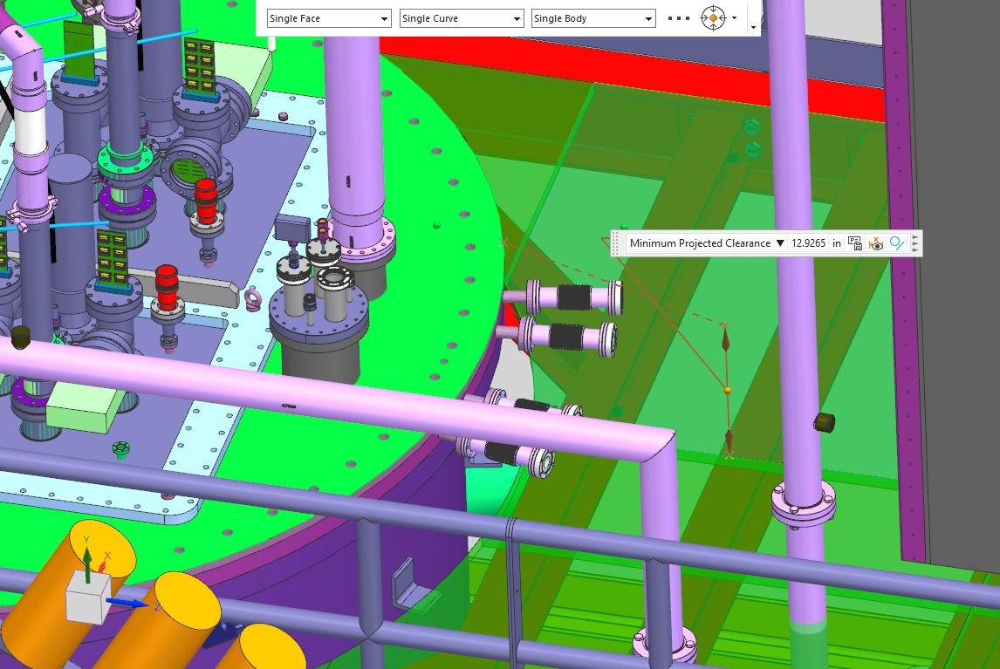 Single Face
Single Curve
Single Body
Minimum Projected Clearance 12.9265 in
Y
X
Z